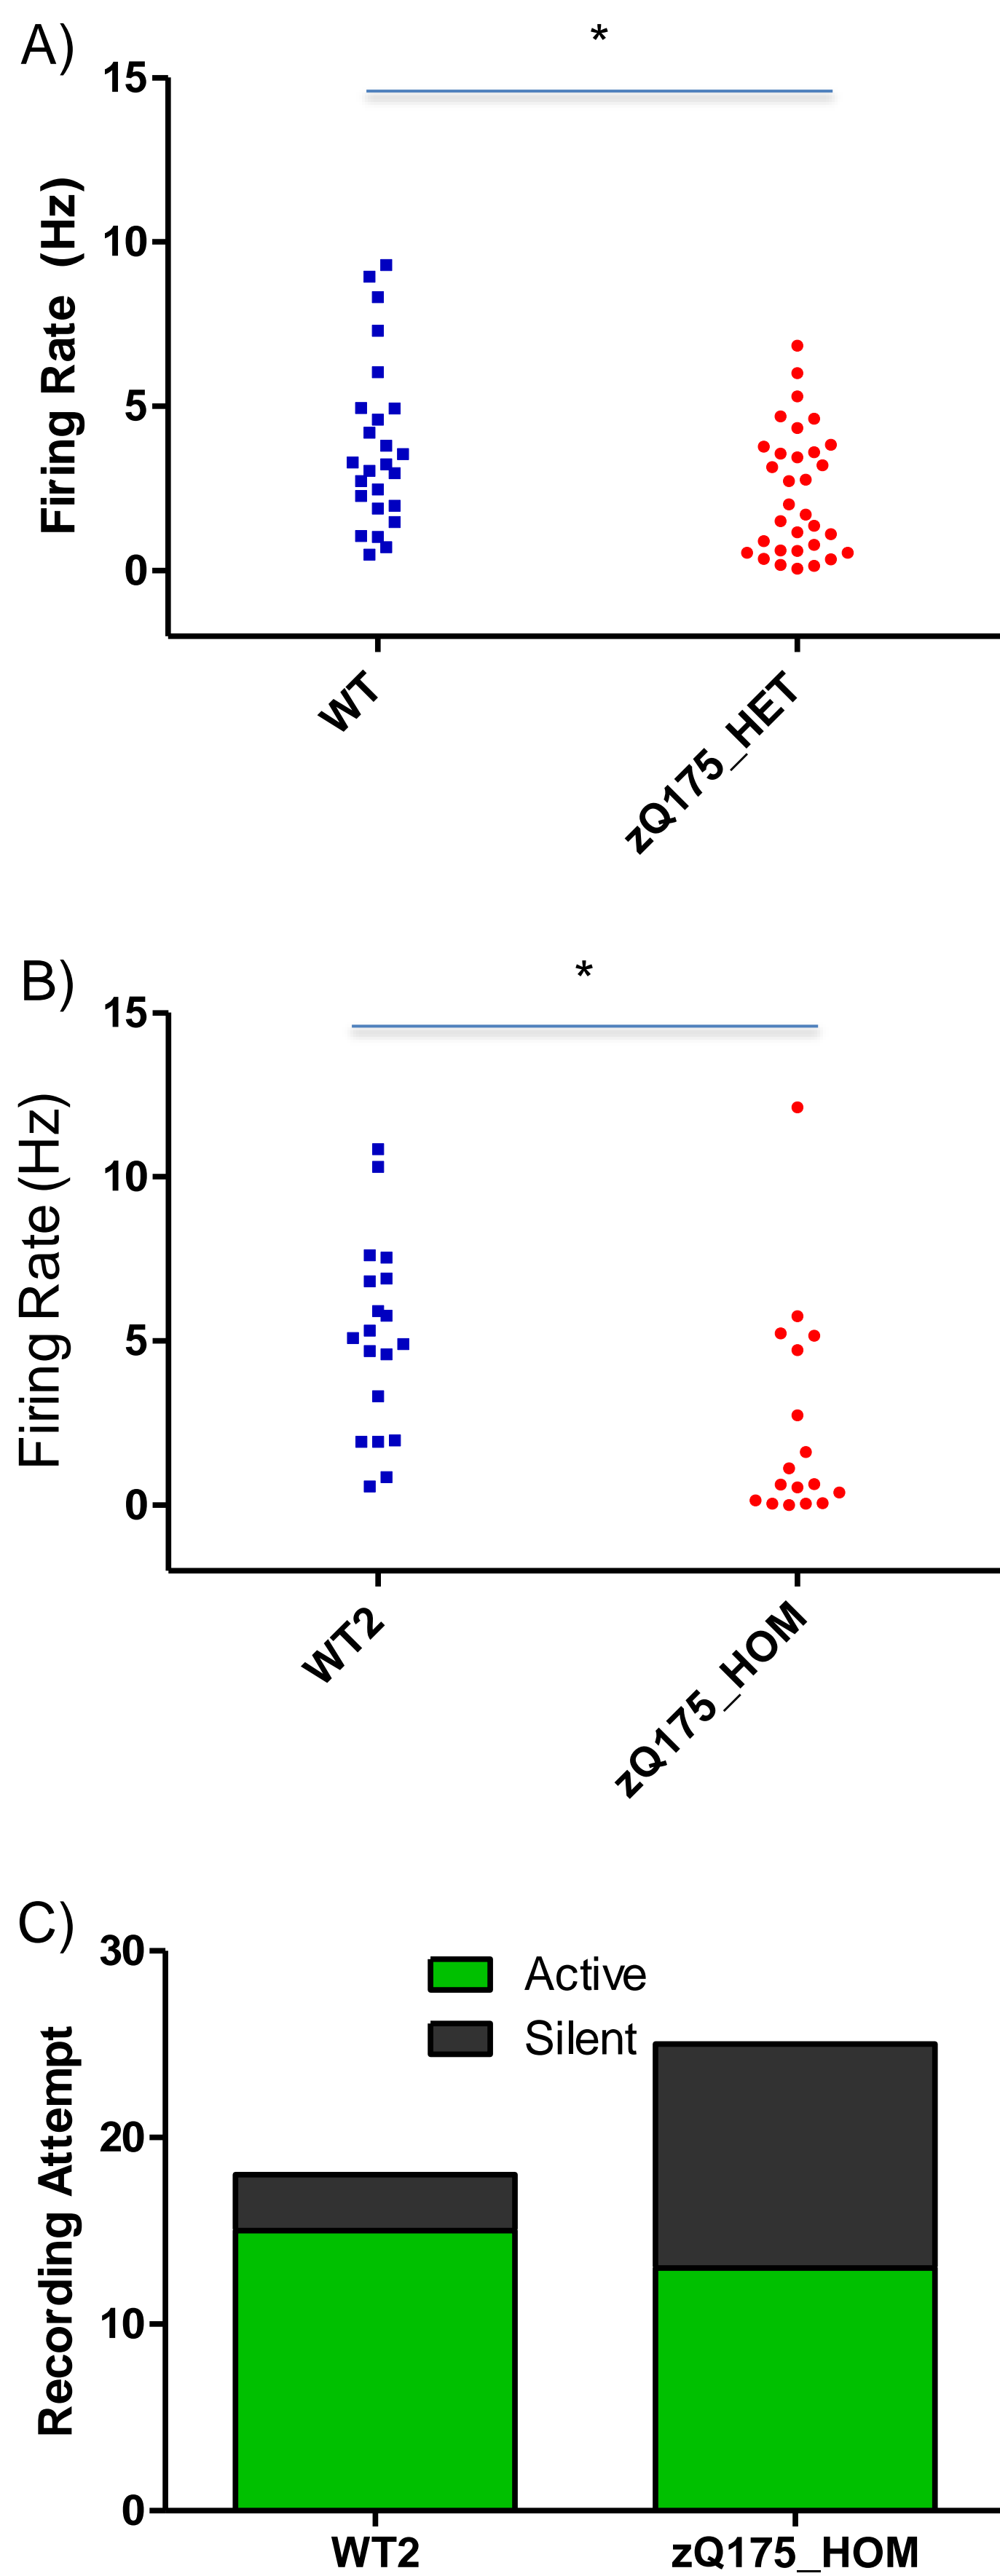 A)
*
15
10
5
0
Firing Rate (Hz)
WT
zQ175_HET
B)
*
15
10
5
0
Firing Rate (Hz)
WT2
zQ175_HOM
C)
30
20
10
0
Recording Attempt
Active
Silent
WT2
zQ175_HOM